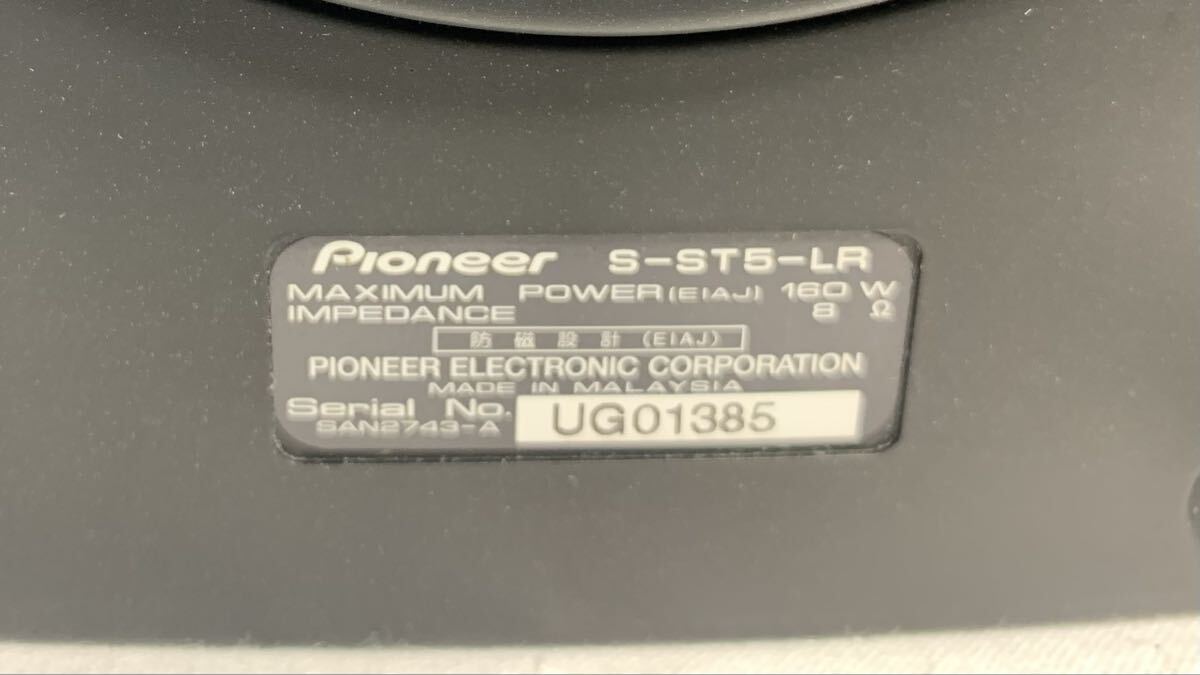 Pioneer S-ST5-LR
MAXIMUM POWER (EIAJ) 160 W
IMPEDANCE 8 Ω
防磁設計 (EIAJ)
PIONEER ELECTRONIC CORPORATION
MADE IN MALAYSIA
Serial No. UG01385
SAN2743-A